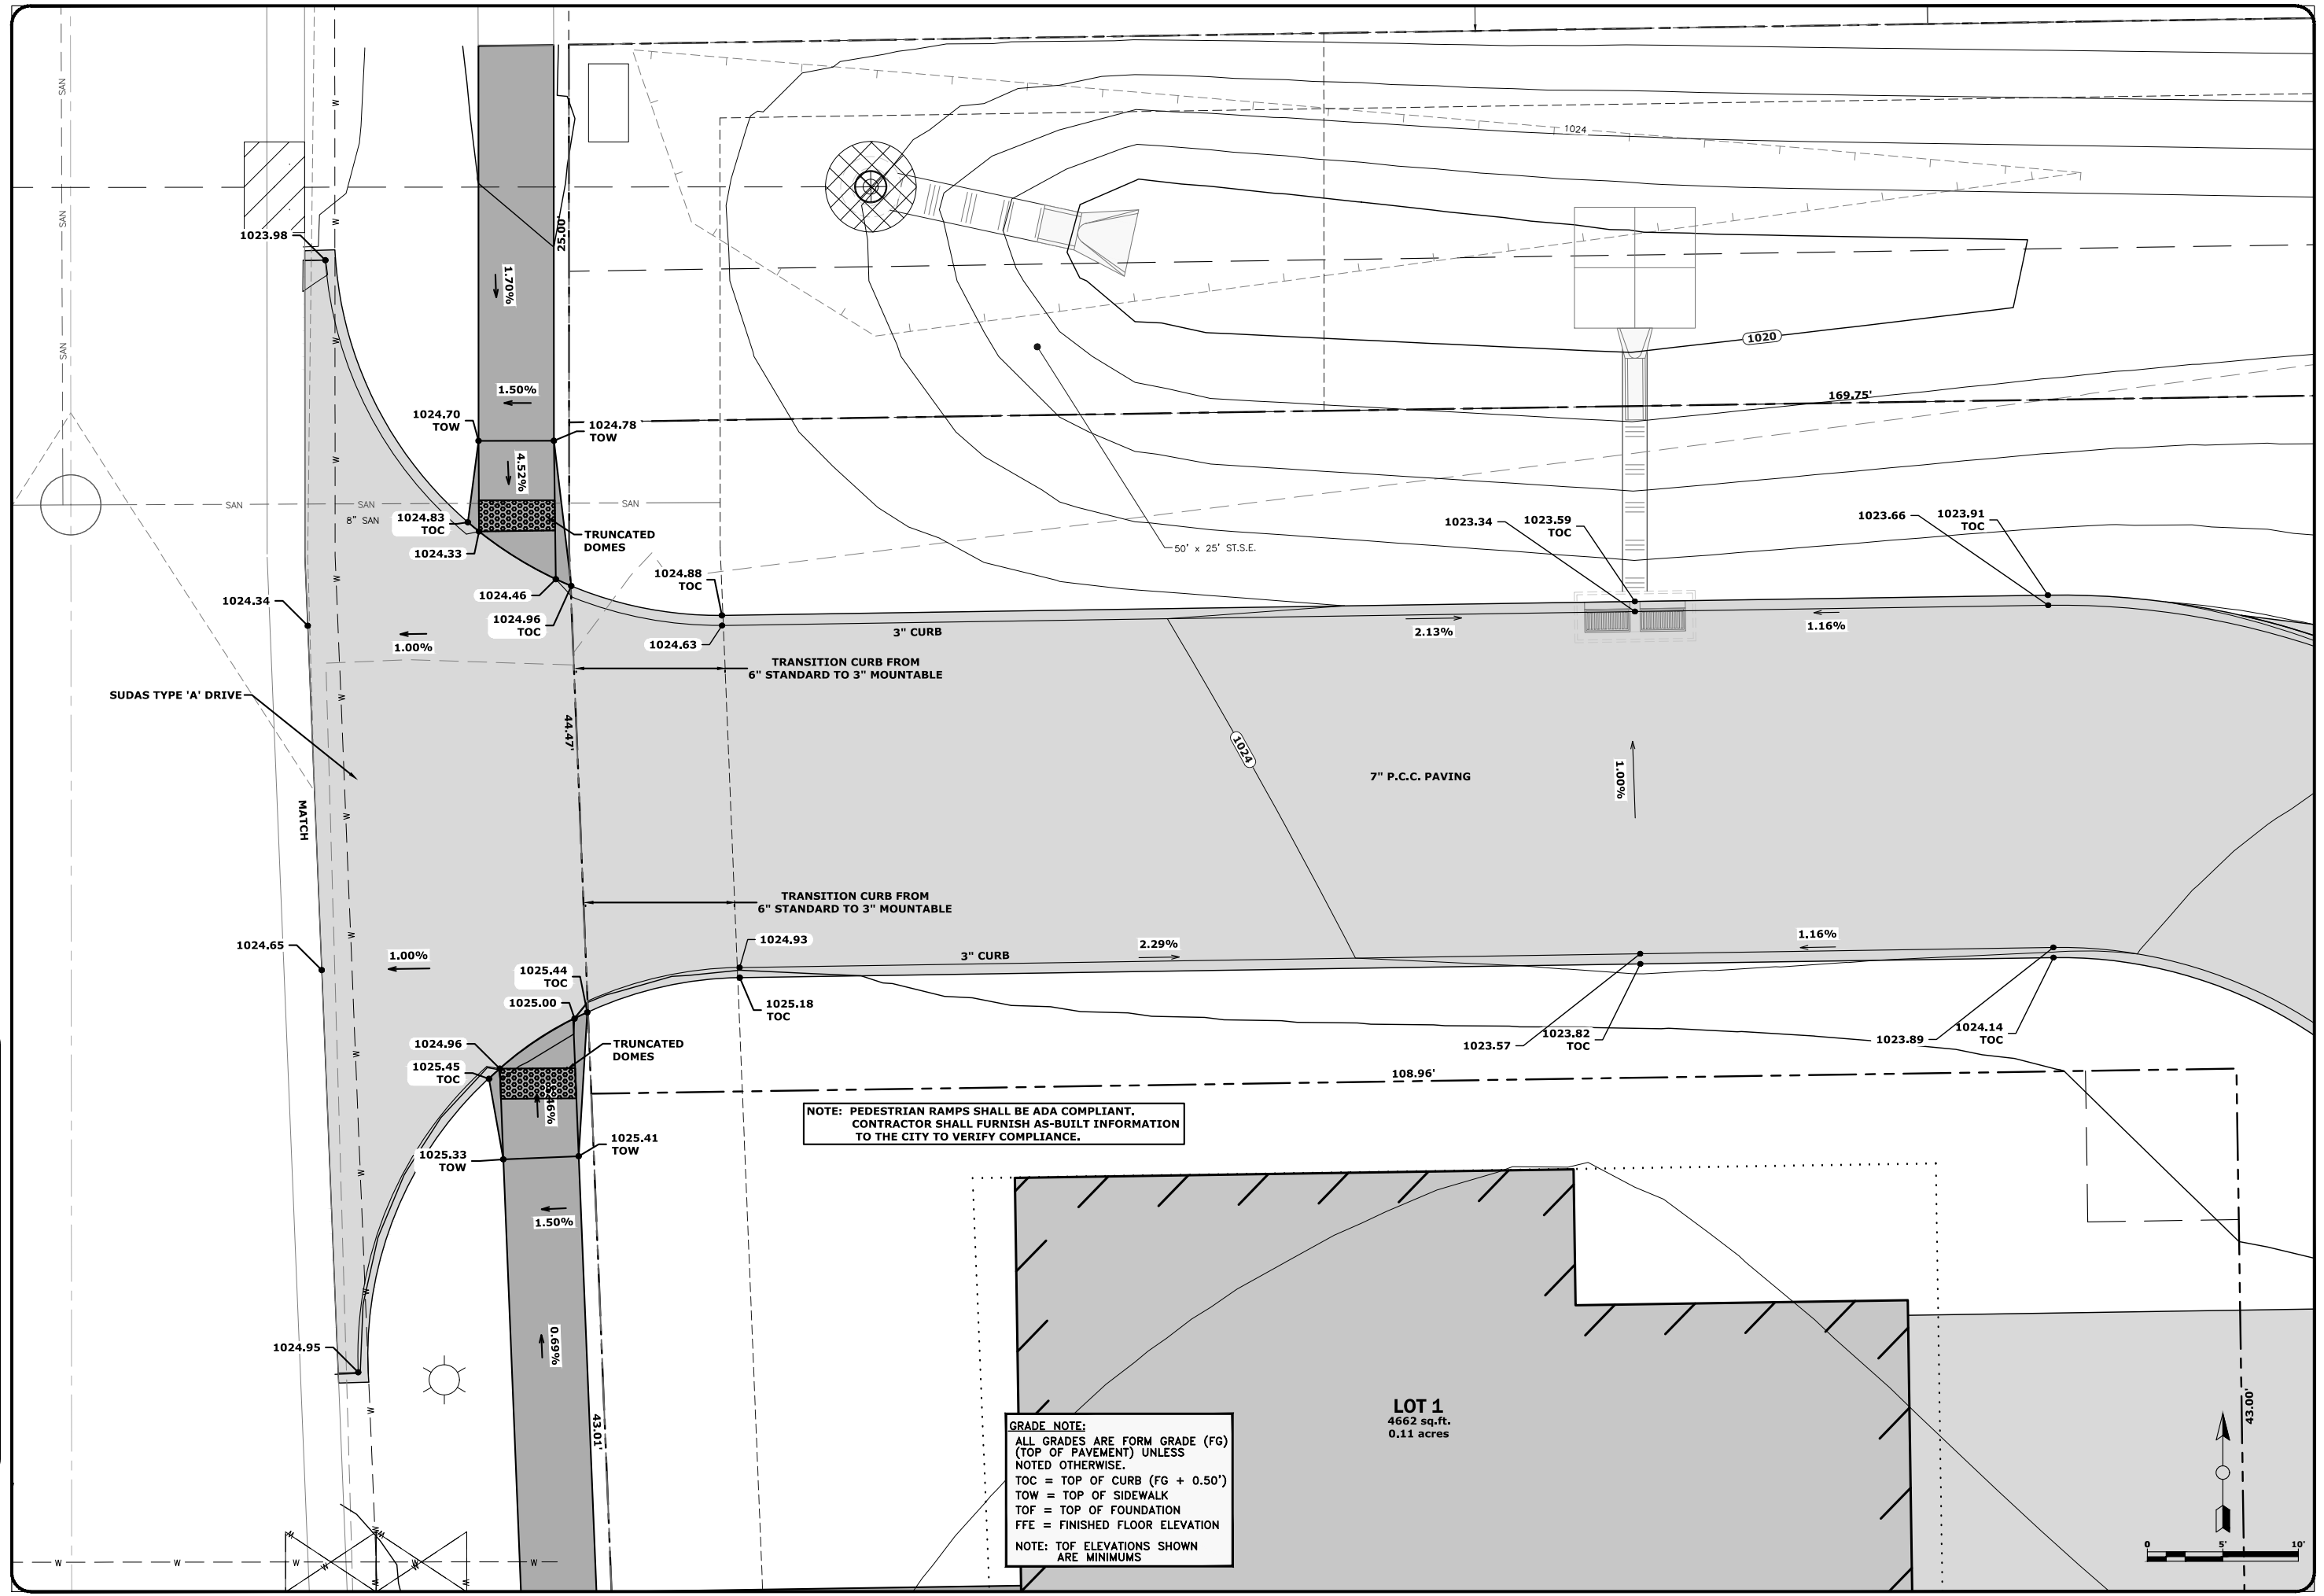 SAN
W
SAN
W
SAN
W
1024
1023.98
25.00'
1.70%
1020
1.50%
169.75'
1024.70
TOW
1024.78
TOW
4.52%
SAN
SAN
SAN
8" SAN
1024.83
TOC
1024.33
TRUNCATED
DOMES
50' x 25' ST.S.E.
1023.34
1023.59
TOC
1023.66
1023.91
TOC
1024.88
TOC
1024.46
1024.34
1024.96
TOC
1024.63
3" CURB
2.13%
1.16%
1.00%
TRANSITION CURB FROM
6" STANDARD TO 3" MOUNTABLE
SUDAS TYPE 'A' DRIVE
44.47'
1024
7" P.C.C. PAVING
1.00%
MATCH
TRANSITION CURB FROM
6" STANDARD TO 3" MOUNTABLE
1024.65
1.00%
1024.93
3" CURB
2.29%
1.16%
1025.44
TOC
1025.00
1025.18
TOC
1024.96
1025.45
TOC
TRUNCATED
DOMES
1023.57
1023.82
TOC
1023.89
1024.14
TOC
108.96'
NOTE: PEDESTRIAN RAMPS SHALL BE ADA COMPLIANT.
CONTRACTOR SHALL FURNISH AS-BUILT INFORMATION
TO THE CITY TO VERIFY COMPLIANCE.
1025.33
TOW
1025.41
TOW
1.50%
0.69%
1024.95
43.01'
LOT 1
4662 sq.ft.
0.11 acres
43.00'
GRADE NOTE:
ALL GRADES ARE FORM GRADE (FG)
(TOP OF PAVEMENT) UNLESS
NOTED OTHERWISE.
TOC = TOP OF CURB (FG + 0.50')
TOW = TOP OF SIDEWALK
TOF = TOP OF FOUNDATION
FFE = FINISHED FLOOR ELEVATION
NOTE: TOF ELEVATIONS SHOWN
ARE MINIMUMS
0 5' 10'
W W W W